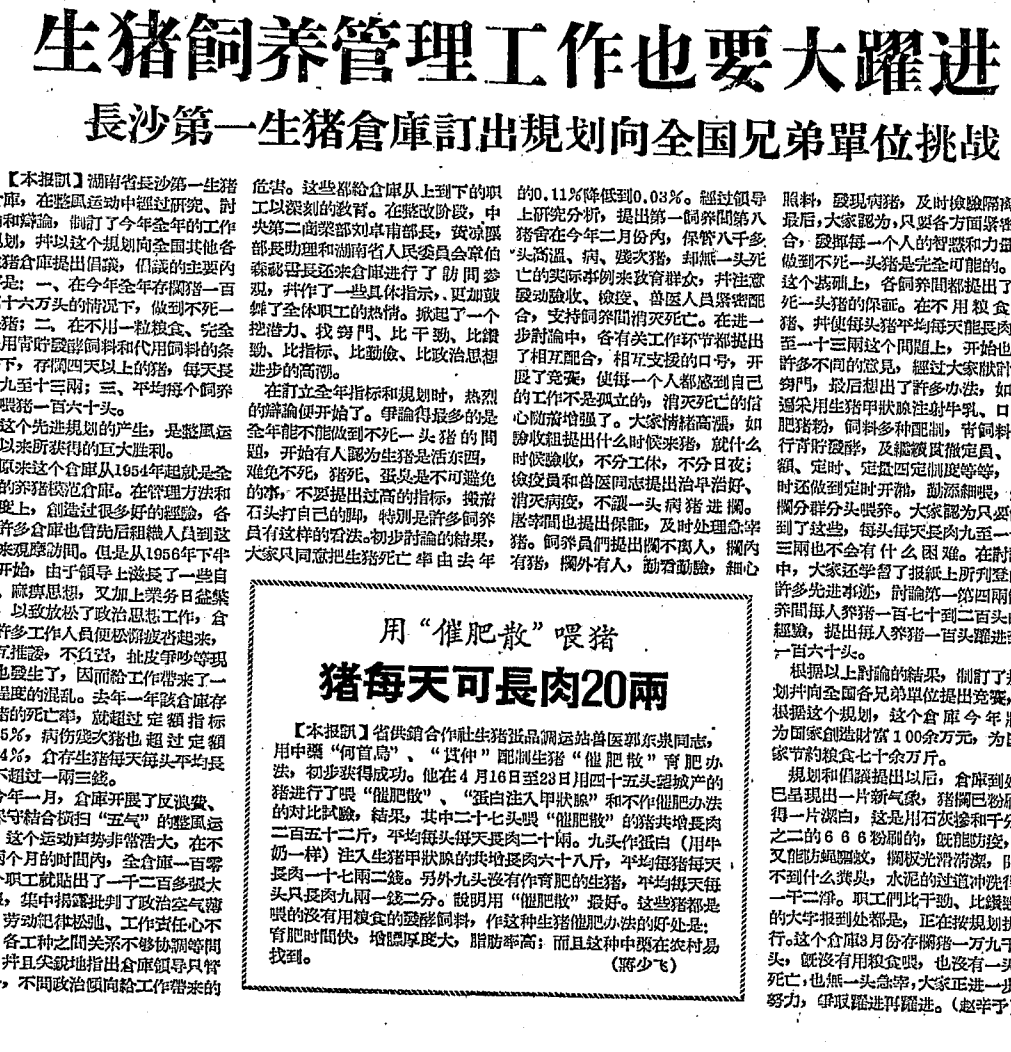 生猪飼养管理工作也要大躍进
長沙第一生猪倉庫訂出規划向全国兄弟單位挑战
【本报訊】湖南省長沙第一生猪
庫，在整風运动中經过研究、討
和辯論，制訂了今年全年的工作
划，幷以这个規划向全国其他各
猪倉庫提出倡議，倡議的主要內
是：一、在今年全年存欄猪一百
十六万头的情况下，做到不死一
猪；二、在不用一粒粮食、完全
用青貯發酵飼料和代用飼料的条
下，存欄四天以上的猪，每天長
九至十三兩；三、平均每个飼养
喂猪一百六十头。
这个先进規划的产生，是整風运
以来所获得的巨大胜利。
原来这个倉庫从1954年起就是全
的养猪模范倉庫。在管理方法和
度上，創造过很多好的經驗，各
許多倉庫也曾先后組織人員到这
来观摩訪問。但是从1956年下半
开始，由于領导上滋長了一些自
、麻痹思想，又加上業务日益繁
，以致放松了政治思想工作，倉
許多工作人員便松懈疲沓起来，
互推諉，不負責，扯皮爭吵等現
也發生了，因而給工作帶来了一
程度的混乱。去年一年該倉庫存
猪的死亡率，就超过定額指标
5％，病伤殘次猪也超过定額
4％，倉存生猪每天每头平均長
不超过一兩三錢。
今年一月，倉庫开展了反浪費、
保守結合橫扫“五气”的整風运
这个运动声势非常浩大，在不
兩个月的时間內，全倉庫一百零
个职工就貼出了一千二百多張大
，集中揭露批判了政治空气薄
劳动紀律松弛、工作責任心不
各工种之間关系不够协調等問
幷且尖銳地指出倉庫領导只管
，不問政治傾向給工作帶来的
危害。这些都給倉庫从上到下的职
工以深刻的敎育。在整改阶段，中
央第二商業部刘卓甫部長，黃凉塵
部長助理和湖南省人民委員会章伯
森祕書長还来倉庫进行了訪問参
观，幷作了一些具体指示，更加鼓
舞了全体职工的热情。掀起了一个
挖潛力、找窍門、比干勁、比鑽
勁、比指标、比勤儉、比政治思想
进步的高潮。
在訂立全年指标和規划时，热烈
的辯論便开始了。爭論得最多的是
全年能不能做到不死一头猪的問
題，开始有人認为生猪是活东西，
难免不死，猪死、蛋臭是不可避免
的事，不要提出过高的指标，搬着
石头打自己的脚，特別是許多飼养
員有这样的看法。初步討論的結果，
大家只同意把生猪死亡率由去年
的0.11％降低到0.03％。經过領导
上研究分析，提出第一飼养間第八
猪舍在今年二月份內，保管八千多
头高溫、病、殘次猪，却無一头死
亡的实际事例来敎育群众，幷注意
發动驗收、檢疫、兽医人員紧密配
合，支持飼养間消灭死亡。在进一
步討論中，各有关工作环节都提出
了相互配合，相互支援的口号，开
展了竞賽，使每一个人都感到自己
的工作不是孤立的，消灭死亡的信
心随着增强了。大家情緒高漲，如
驗收組提出什么时候来猪，就什么
时候驗收，不分工休，不分日夜；
檢疫員和兽医同志提出治早治好、
消灭病疫，不讓一头病猪进欄。
屠宰間也提出保証，及时处理急宰
猪。飼养員們提出欄不离人，欄內
有猪，欄外有人，勤看勤驗，細心
照料，發現病猪，及时檢驗隔离
最后，大家認为，只要各方面紧密
合，發揮每一个人的智慧和力量
做到不死一头猪是完全可能的。
这个基础上，各飼养間都提出了
死一头猪的保証。在不用粮食
猪、幷使每头猪平均每天能長肉
至一十三兩这个問題上，开始也
許多不同的意見，經过大家献計
窍門，最后想出了許多办法，如
遍采用生猪甲狀腺注射牛乳、口
肥猪粉，飼料多种配制，靑飼料
行青貯發酵，及繼續貫徹定員、
額、定时、定量四定制度等等，
时还做到定时开溯，勤添細喂，
欄分群分头喂养。大家認为只要
到了这些，每头每天長肉九至一
三兩也不会有什么困难。在討
中，大家还学習了报紙上所刊登
許多先进事迹，討論第一第四兩
养間每人养猪一百七十到二百头
經驗，提出每人养猪一百头躍进
一百六十头。
根据以上討論的結果，制訂了規
划幷向全国各兄弟單位提出竞賽，
根据这个規划，这个倉庫今年將
为国家創造財富100余万元，为
家节約粮食七十余万斤。
規划和倡議提出以后，倉庫到处
已呈現出一片新气象，猪欄已粉
得一片潔白，这是用石灰掺和千分
之二的666粉刷的，既能防疫，
又能防蝇驅蚊，欄板光滑清潔，
不到什么粪臭，水泥的过道冲洗得
一干二淨。职工們比干勁、比鑽
的大字报到处都是，正在按規划
行。这个倉庫3月份存欄猪一万九千
头，既沒有用粮食喂，也沒有一头
死亡，也無一头急宰，大家正进一步
努力，爭取躍进再躍进。（赵辛予）
用“催肥散”喂猪
猪每天可長肉20兩
【本报訊】省供銷合作社生猪蛋品調运站兽医郭东泉同志，
用中藥“何首烏”、“貫仲”配制生猪“催肥散”育肥办
法，初步获得成功。他在4月16日至23日用四十五头望城产的
猪进行了喂“催肥散”、“蛋白注入甲狀腺”和不作催肥办法
的对比試驗，結果，其中二十七头喂“催肥散”的猪共增長肉
二百五十二斤，平均每头每天長肉二十兩。九头作蛋白（用牛
奶一样）注入生猪甲狀腺的共增長肉六十八斤，平均每猪每天
長肉一十七兩二錢。另外九头沒有作育肥的生猪，平均每天每
头只長肉九兩一錢二分。說明用“催肥散”最好。这些猪都是
喂的沒有用粮食的發酵飼料，作这种生猪催肥办法的好处是：
育肥时間快，增膘厚度大，脂肪率高；而且这种中藥在农村易
找到。（蔣少飞）